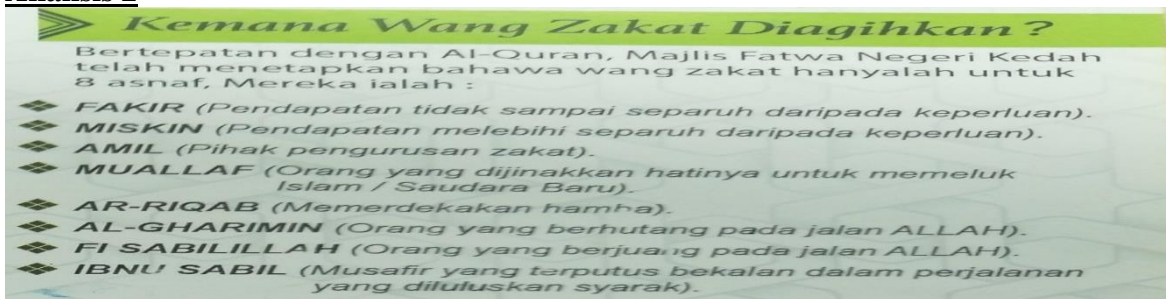 Kemana Wang Zakat Diagihkan?
Bertepatan dengan Al-Quran, Majlis Fatwa Negeri Kedah
telah menetapkan bahawa wang zakat hanyalah untuk
8 asnaf, Mereka ialah :
FAKIR (Pendapatan tidak sampai separuh daripada keperluan).
MISKIN (Pendapatan melebihi separuh daripada keperluan).
AMIL (Pihak pengurusan zakat).
MUALLAF (Orang yang dijinakkan hatinya untuk memeluk
Islam / Saudara Baru).
AR-RIQAB (Memerdekakan hamba).
AL-GHARIMIN (Orang yang berhutang pada jalan ALLAH).
FI SABILILLAH (Orang yang berjuang pada jalan ALLAH).
IBNU SABIL (Musafir yang terputus bekalan dalam perjalanan
yang diluluskan syarak).